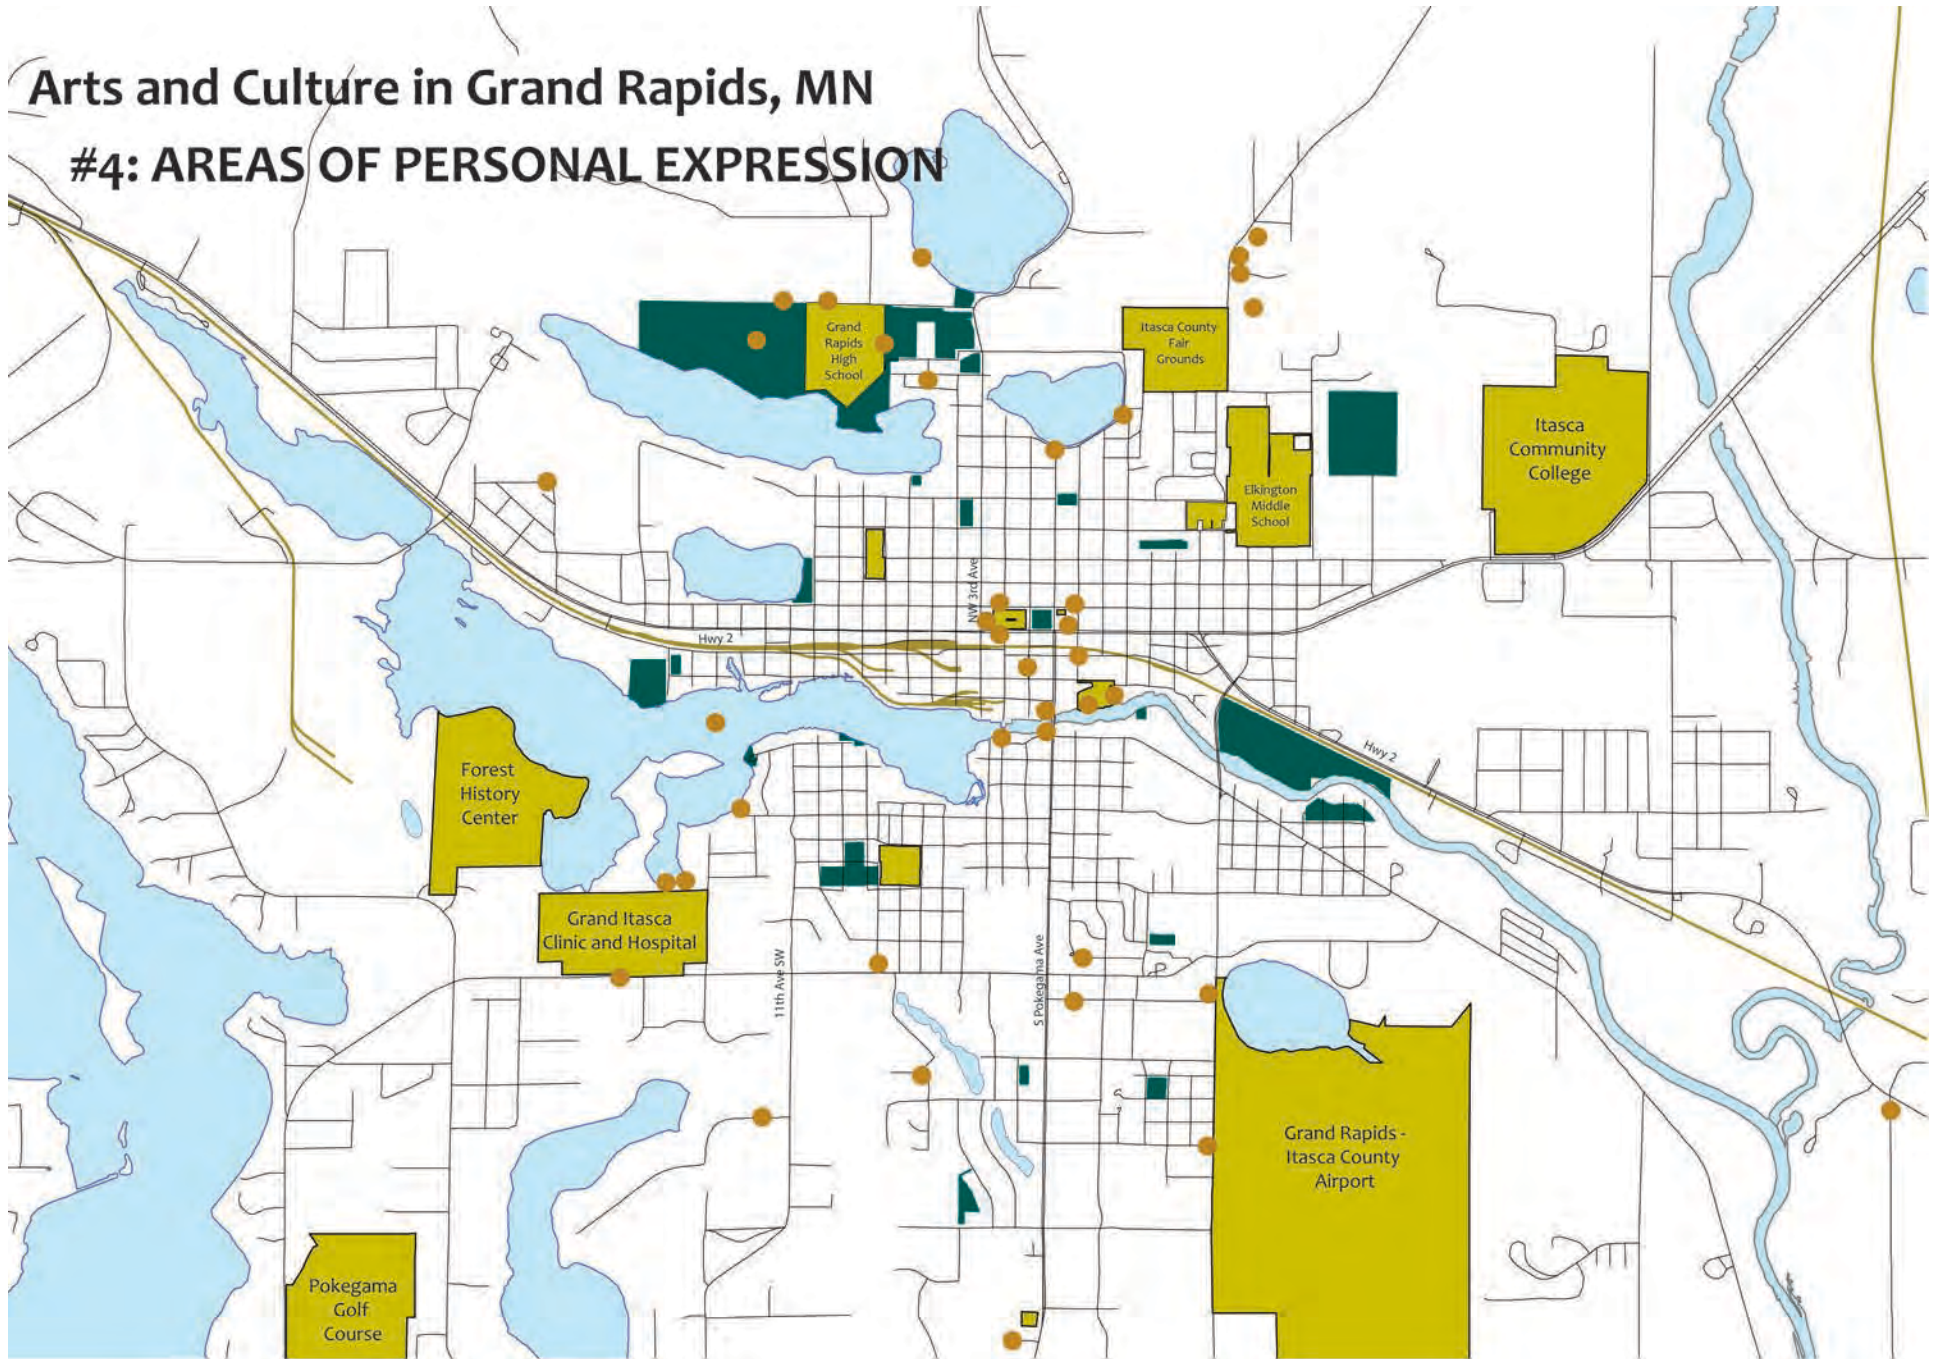 Arts and Culture in Grand Rapids, MN
#4: AREAS OF PERSONAL EXPRESSION
Grand
Rapids
High
School
Itasca County
Fair
Grounds
Itasca
Community
College
Elkington
Middle
School
NW 3rd Ave
Hwy 2
Hwy 2
Forest
History
Center
Grand Itasca
Clinic and Hospital
11th Ave SW
S Pokegama Ave
Grand Rapids -
Itasca County
Airport
Pokegama
Golf
Course